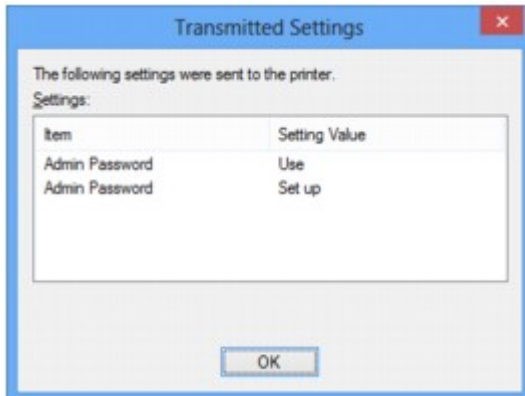 Transmitted Settings
The following settings were sent to the printer.
Settings:
Item Setting Value
Admin Password Use
Admin Password Set up
OK